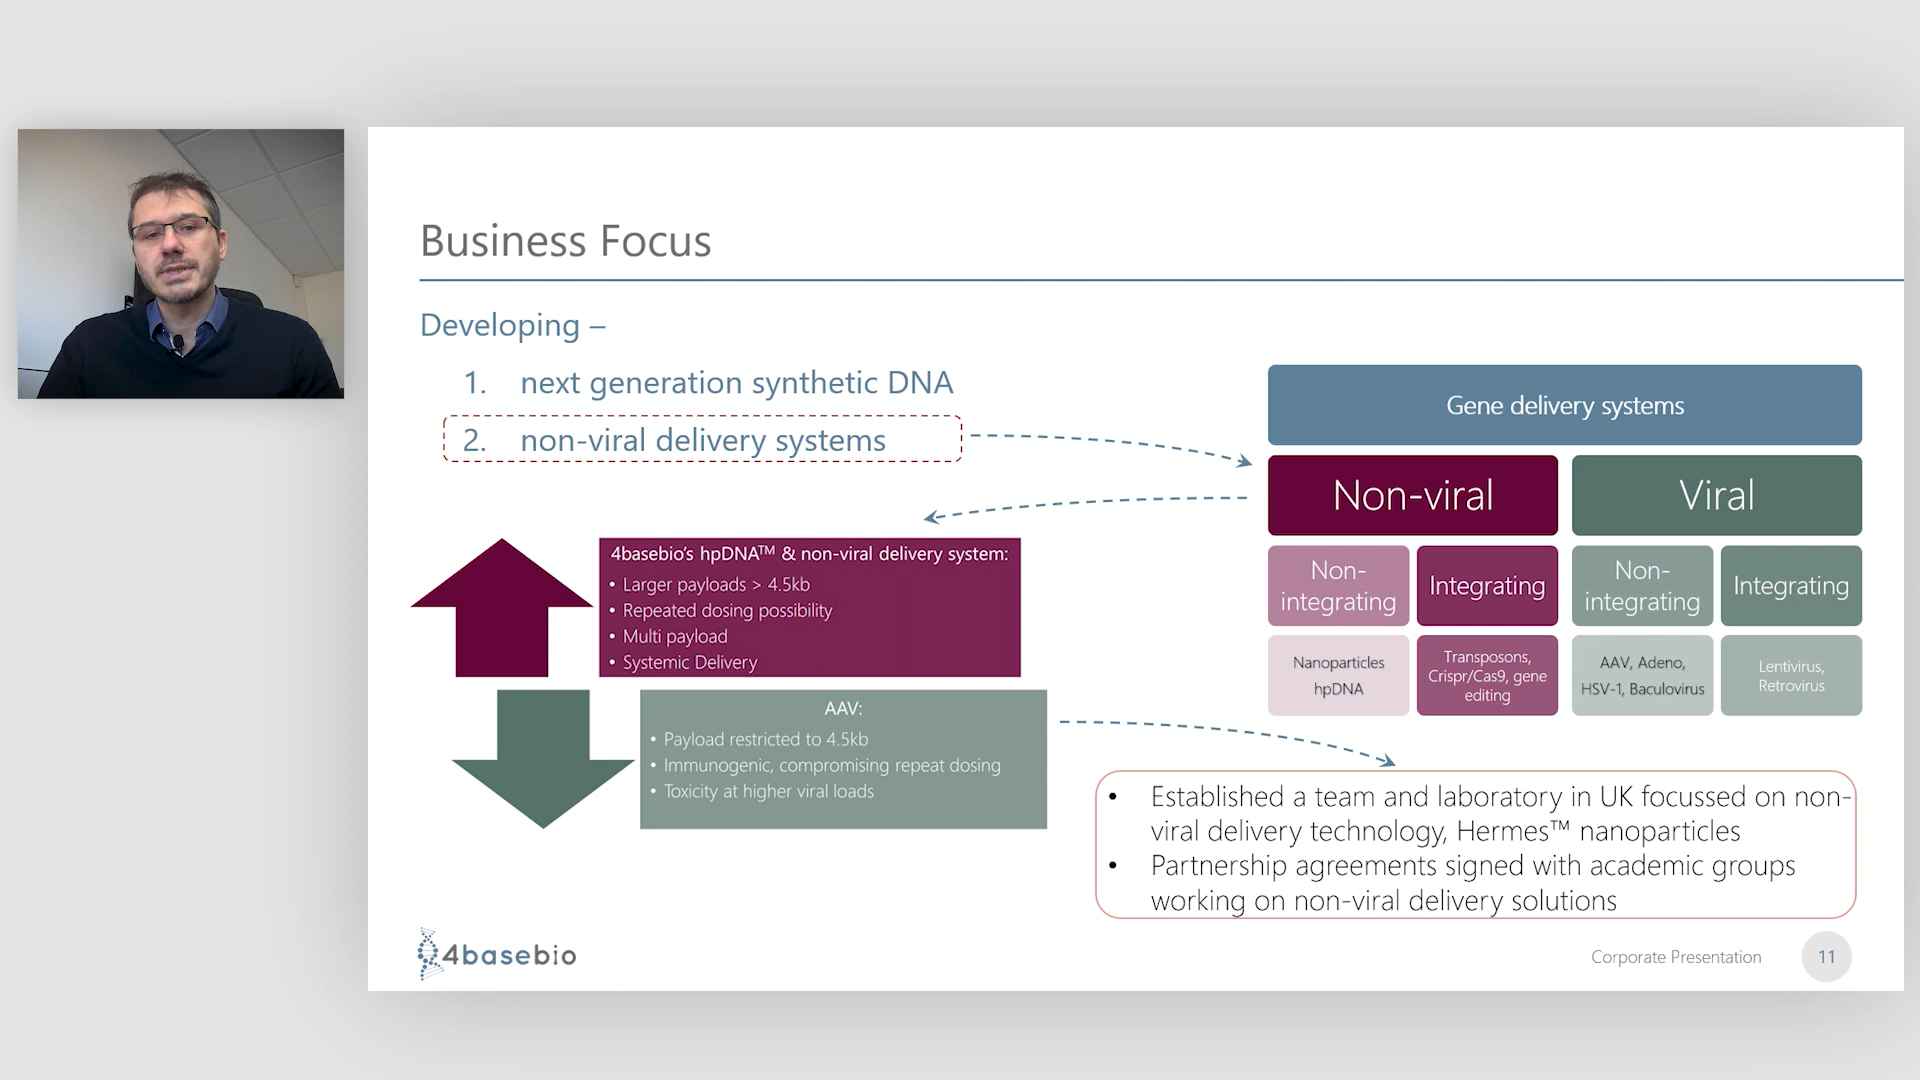 Business Focus
Developing –
1. next generation synthetic DNA
2. non-viral delivery systems
Gene delivery systems
Non-viral
Viral
Non-
integrating
Integrating
Non-
integrating
Integrating
Nanoparticles
hpDNA
Transposons,
Crispr/Cas9, gene
editing
AAV, Adeno,
HSV-1, Baculovirus
Lentivirus,
Retrovirus
4basebio's hpDNA™ & non-viral delivery system:
• Larger payloads > 4.5kb
• Repeated dosing possibility
• Multi payload
• Systemic Delivery
AAV:
• Payload restricted to 4.5kb
• Immunogenic, compromising repeat dosing
• Toxicity at higher viral loads
• Established a team and laboratory in UK focussed on non-
viral delivery technology, Hermes™ nanoparticles
• Partnership agreements signed with academic groups
working on non-viral delivery solutions
4basebio
Corporate Presentation
11